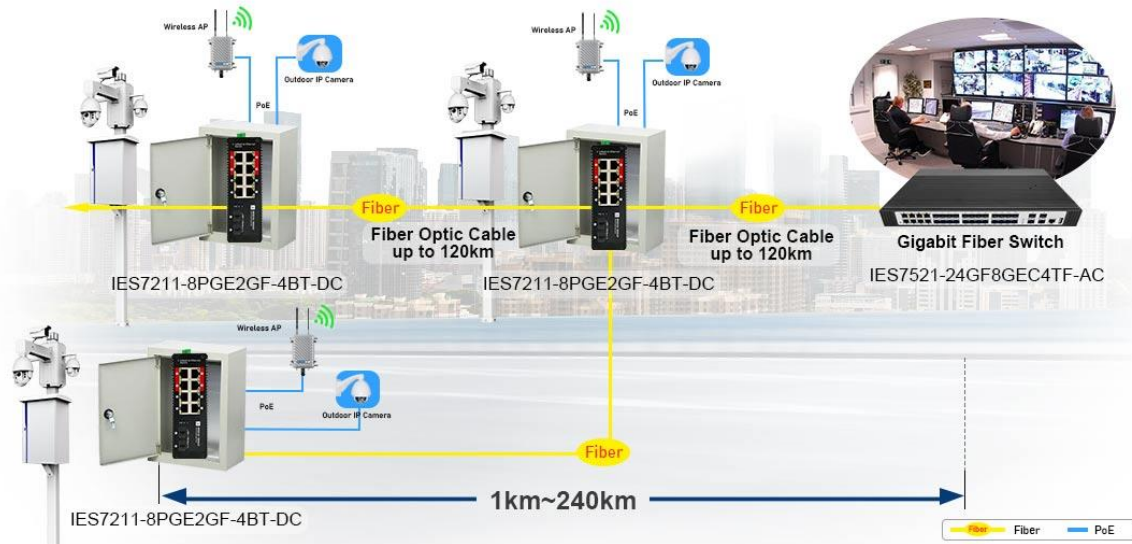 Wireless AP
Outdoor IP Camera
PoE
Wireless AP
Outdoor IP Camera
PoE
Fiber
Fiber Optic Cable
up to 120km
Fiber
Fiber Optic Cable
up to 120km
Gigabit Fiber Switch
IES7211-8PGE2GF-4BT-DC
IES7211-8PGE2GF-4BT-DC
IES7521-24GF8GEC4TF-AC
Wireless AP
PoE
Outdoor IP Camera
Fiber
1km~240km
IES7211-8PGE2GF-4BT-DC
Fiber Fiber PoE